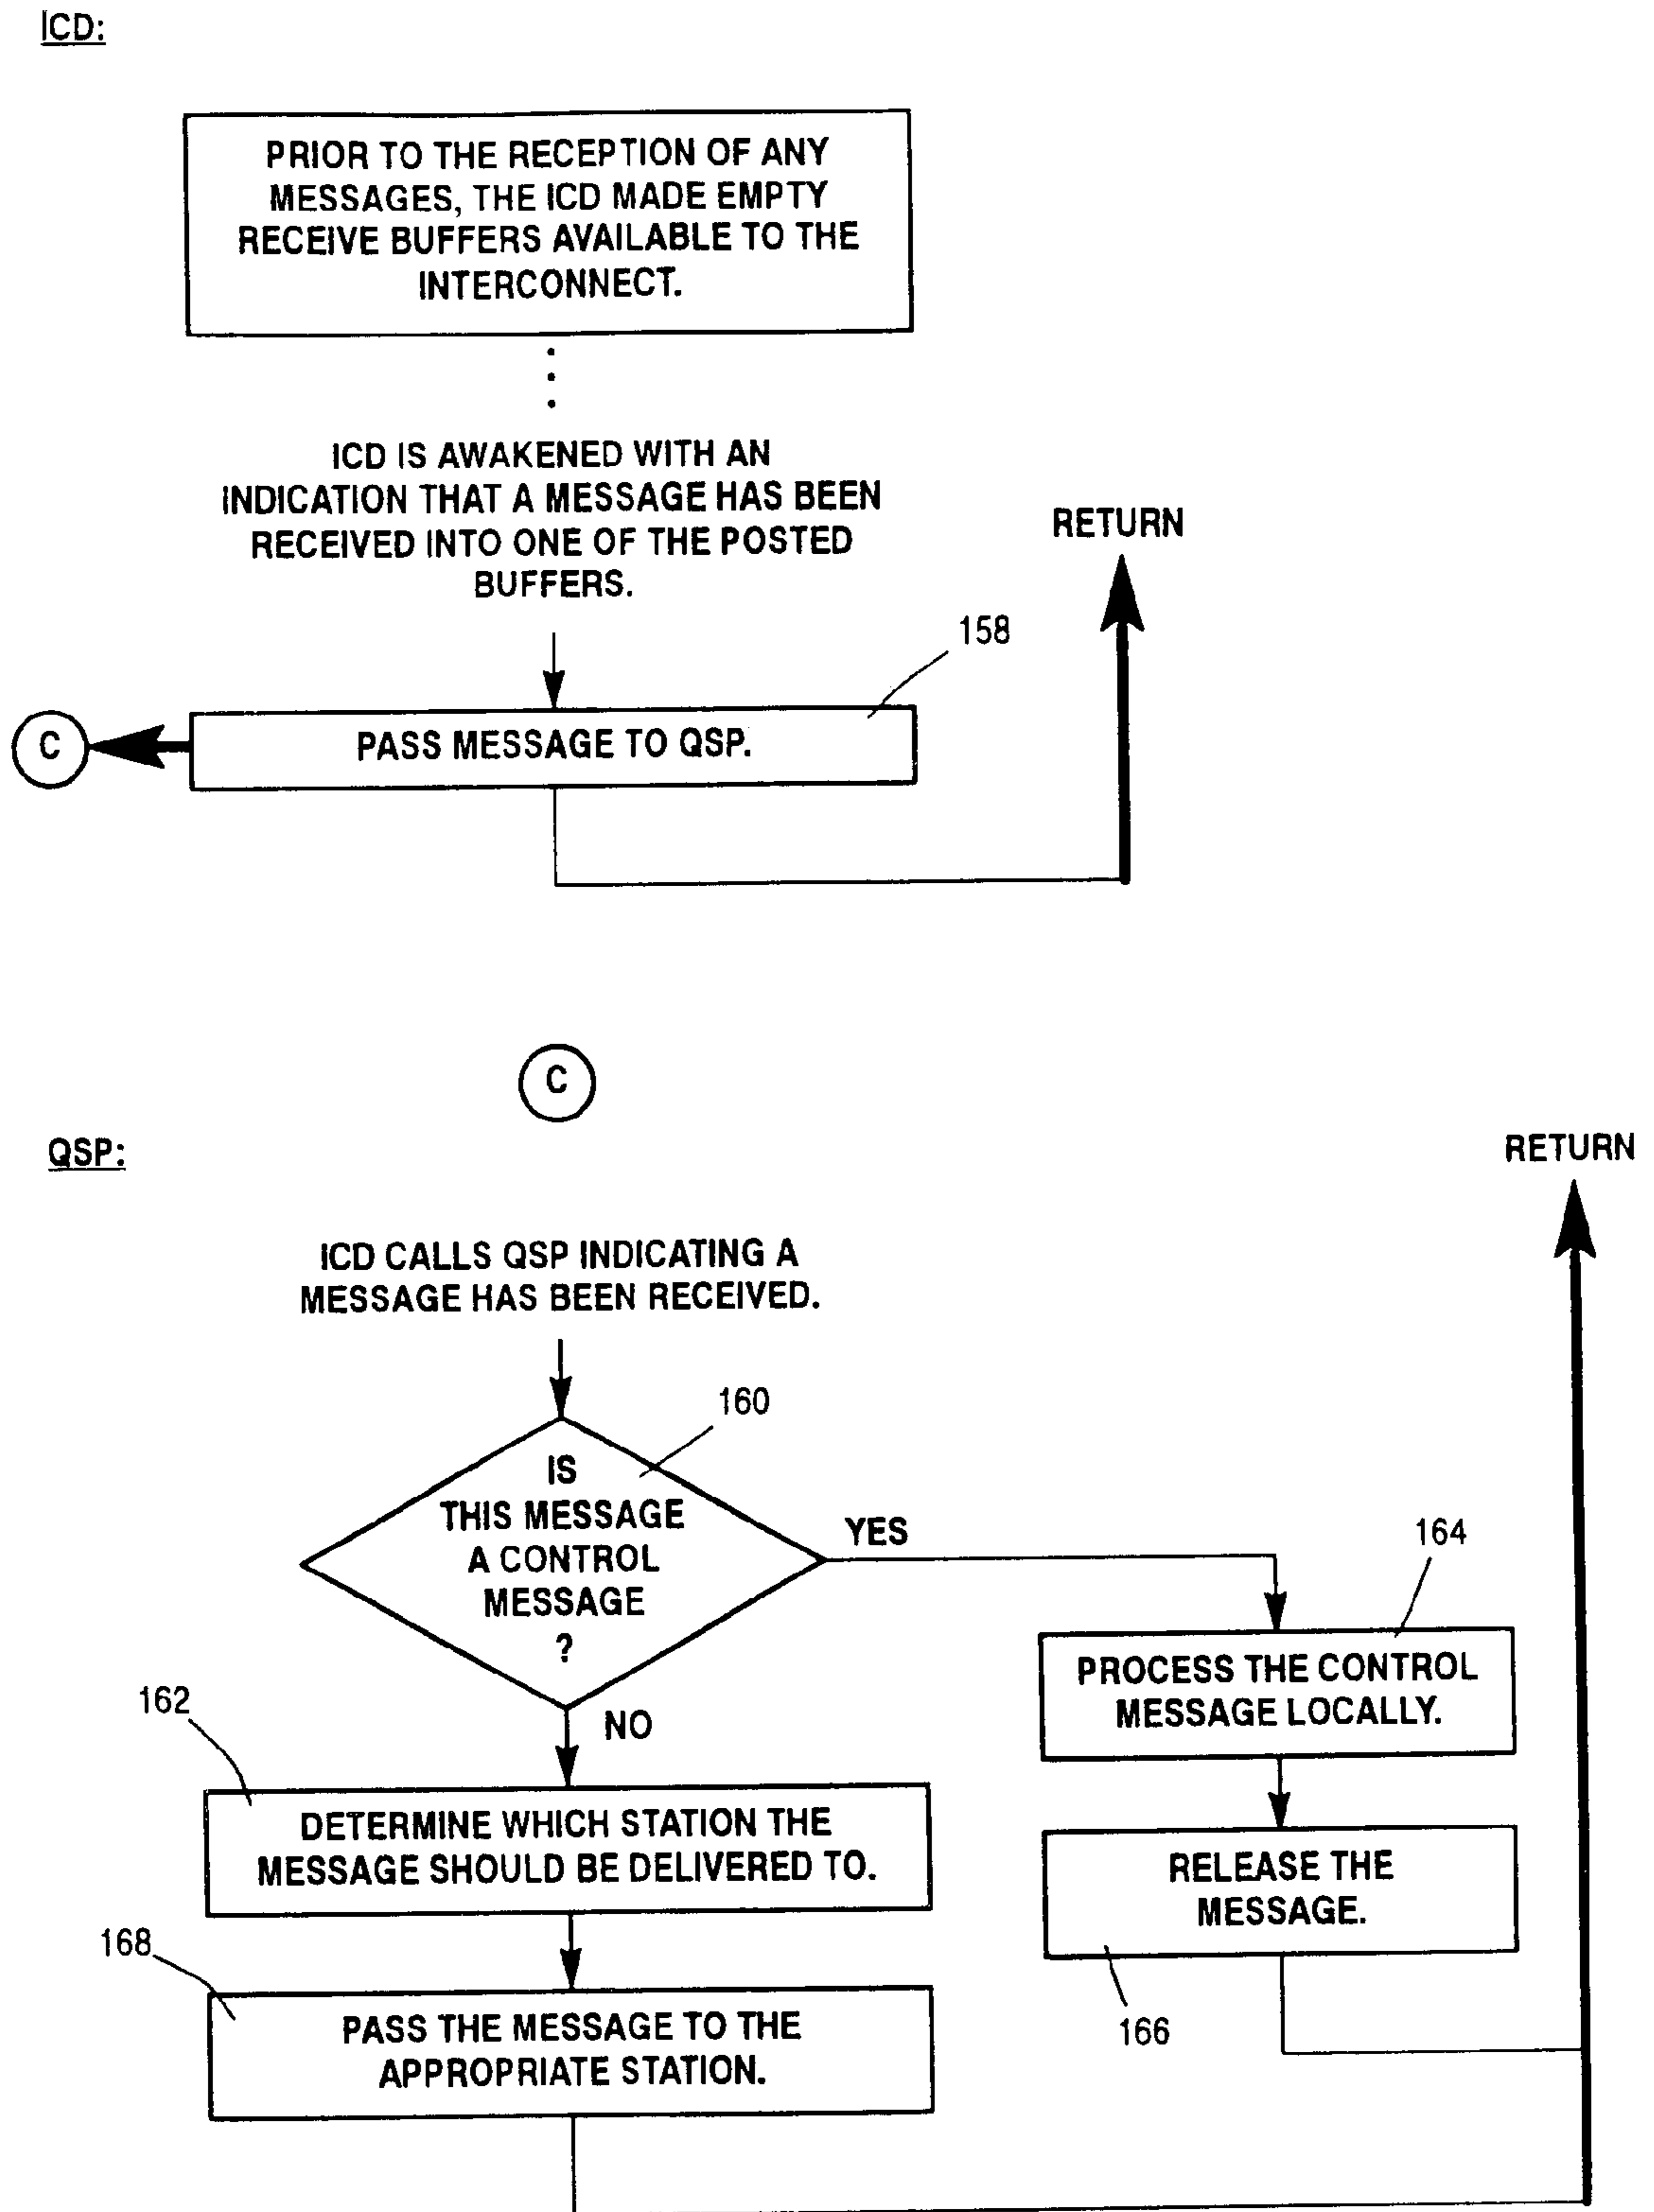 ICD:
PRIOR TO THE RECEPTION OF ANY
MESSAGES, THE ICD MADE EMPTY
RECEIVE BUFFERS AVAILABLE TO THE
INTERCONNECT.
ICD IS AWAKENED WITH AN
INDICATION THAT A MESSAGE HAS BEEN
RECEIVED INTO ONE OF THE POSTED
BUFFERS.
RETURN
158
C
PASS MESSAGE TO QSP.
C
QSP:
RETURN
ICD CALLS QSP INDICATING A
MESSAGE HAS BEEN RECEIVED.
160
IS
THIS MESSAGE
A CONTROL
MESSAGE
?
YES
164
PROCESS THE CONTROL
MESSAGE LOCALLY.
162
NO
DETERMINE WHICH STATION THE
MESSAGE SHOULD BE DELIVERED TO.
RELEASE THE
MESSAGE.
168
166
PASS THE MESSAGE TO THE
APPROPRIATE STATION.